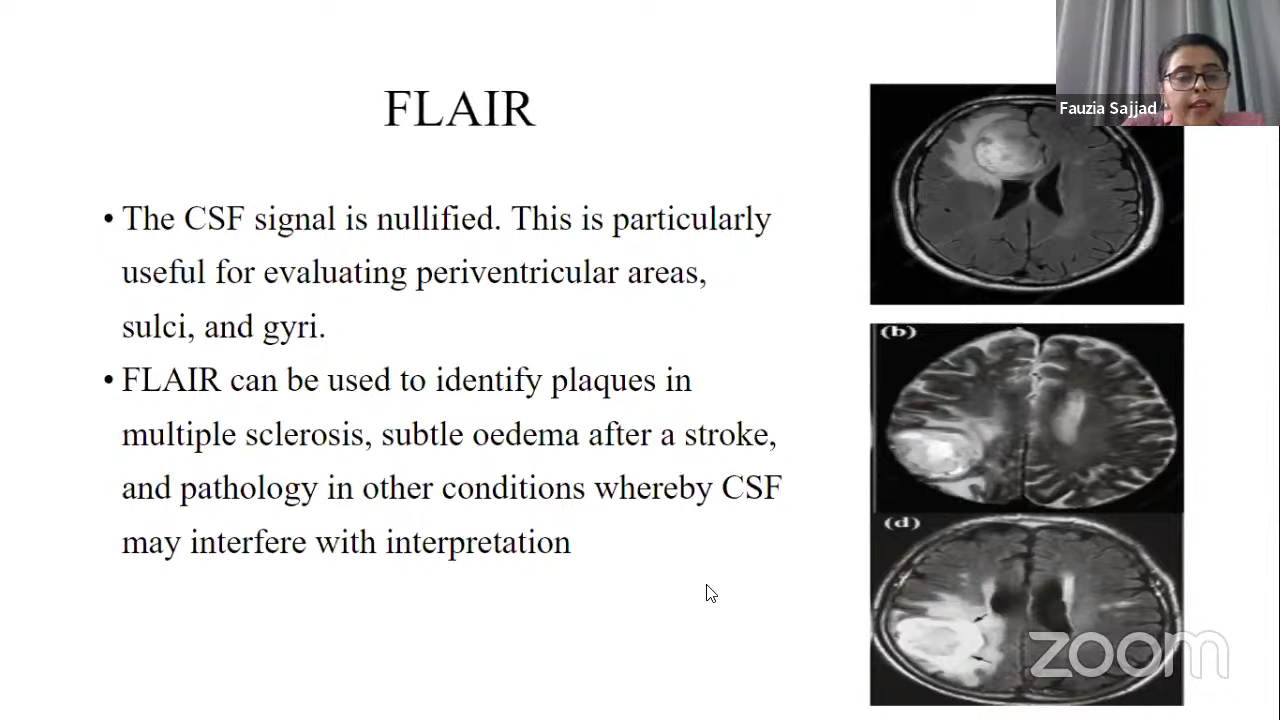 Fauzia Sajjad
FLAIR
• The CSF signal is nullified. This is particularly
useful for evaluating periventricular areas,
sulci, and gyri.
• FLAIR can be used to identify plaques in
multiple sclerosis, subtle oedema after a stroke,
and pathology in other conditions whereby CSF
may interfere with interpretation
(b)
(d)
zoom